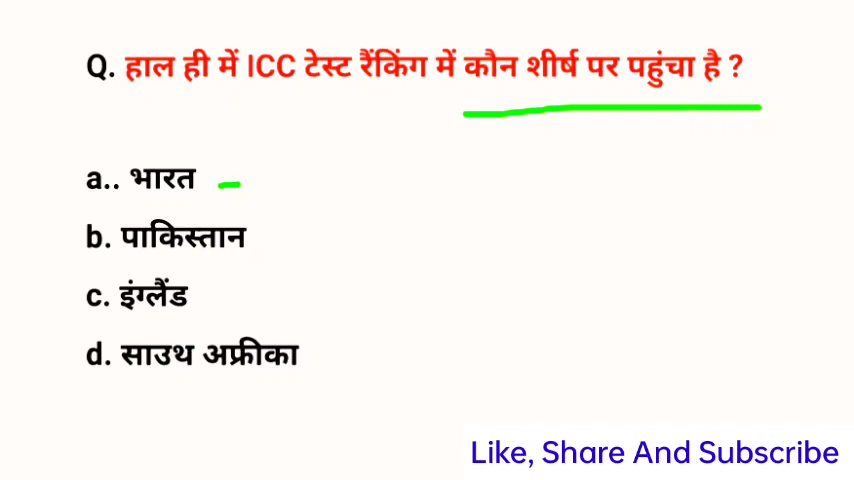 Q. हाल ही में ICC टेस्ट रैंकिंग में कौन शीर्ष पर पहुंचा है ?
a.. भारत
b. पाकिस्तान
c. इंग्लैंड
d. साउथ अफ्रीका
Like, Share And Subscribe